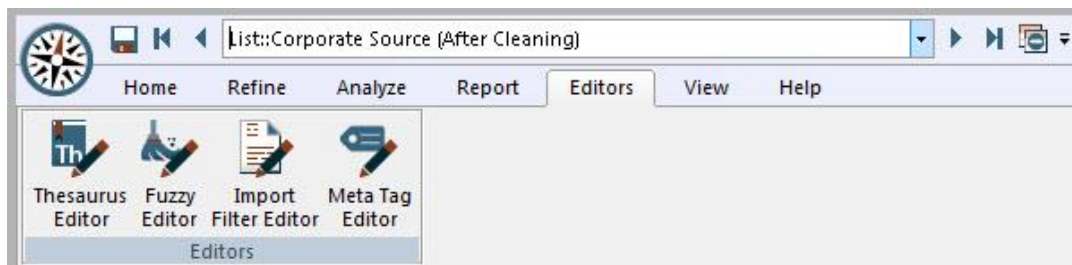 List::Corporate Source (After Cleaning)
Home Refine Analyze Report Editors View Help
Th
Thesaurus Fuzzy Import Meta Tag
Editor Editor Filter Editor Editor
Editors